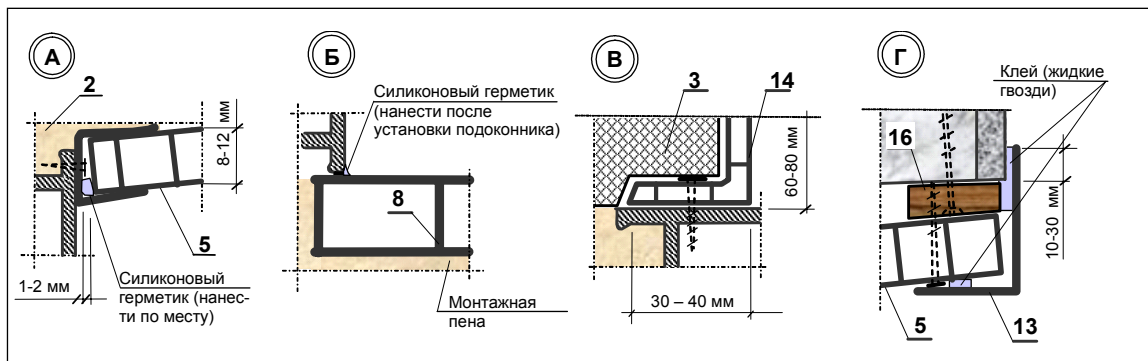 А
2
8-12 мм
5
1-2 мм
Силиконовый
герметик (нанес-
ти по месту)
Б
Силиконовый герметик
(нанести после
установки подоконника)
8
Монтажная
пена
В
3
14
60-80 мм
30 – 40 мм
Г
Клей (жидкие
гвозди)
16
10-30 мм
5
13